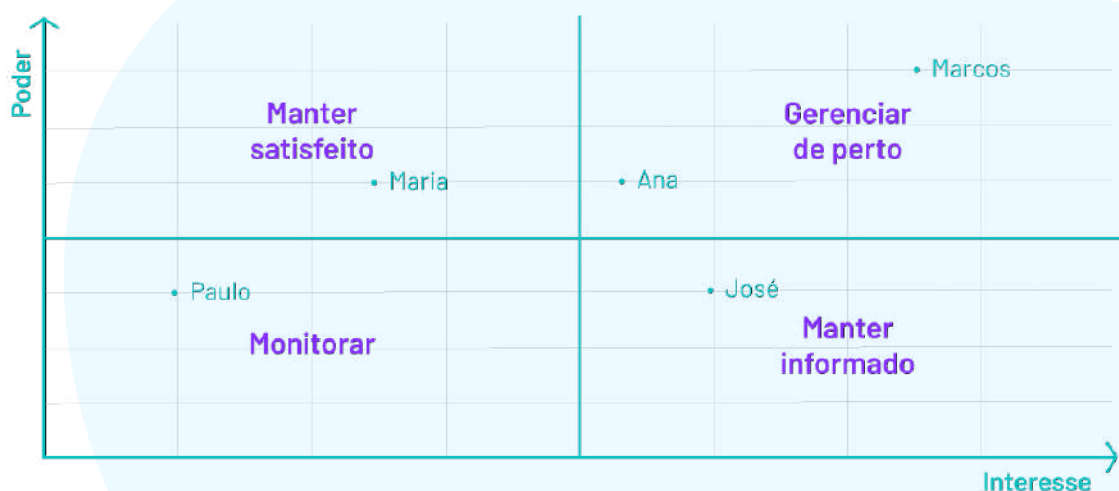 Poder
Marcos
Manter
satisfeito
Gerenciar
de perto
Maria
Ana
Paulo
José
Monitorar
Manter
informado
Interesse